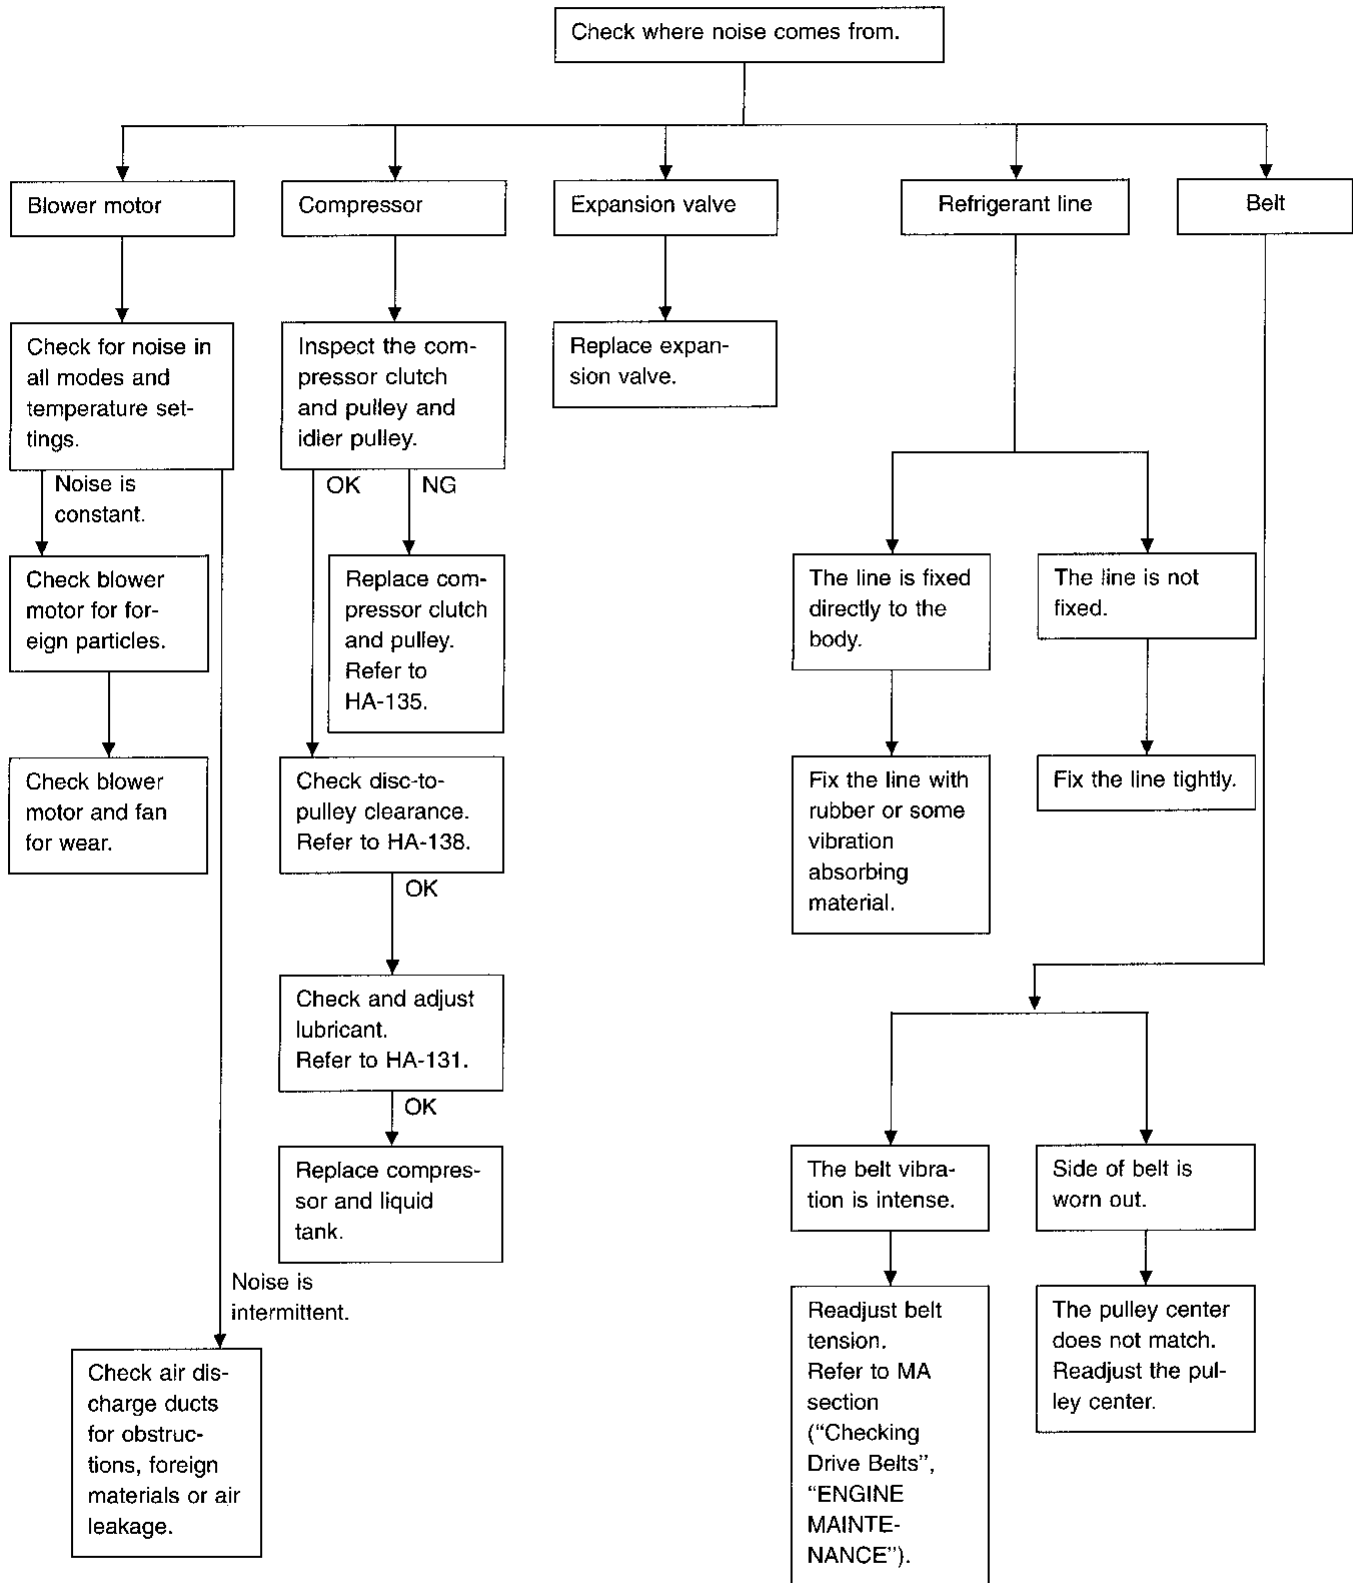 Check where noise comes from.
Blower motor
Compressor
Expansion valve
Refrigerant line
Belt
Check for noise in
all modes and
temperature set-
tings.
Inspect the com-
pressor clutch
and pulley and
idler pulley.
Replace expan-
sion valve.
Noise is
constant.
OK
NG
Check blower
motor for for-
eign particles.
Replace com-
pressor clutch
and pulley.
Refer to
HA-135.
The line is fixed
directly to the
body.
The line is not
fixed.
Check blower
motor and fan
for wear.
Check disc-to-
pulley clearance.
Refer to HA-138.
Fix the line with
rubber or some
vibration
absorbing
material.
Fix the line tightly.
OK
Check and adjust
lubricant.
Refer to HA-131.
OK
Replace compres-
sor and liquid
tank.
The belt vibra-
tion is intense.
Side of belt is
worn out.
Noise is
intermittent.
Check air dis-
charge ducts
for obstruc-
tions, foreign
materials or air
leakage.
Readjust belt
tension.
Refer to MA
section
(“Checking
Drive Belts”,
“ENGINE
MAINTE-
NANCE”).
The pulley center
does not match.
Readjust the pul-
ley center.